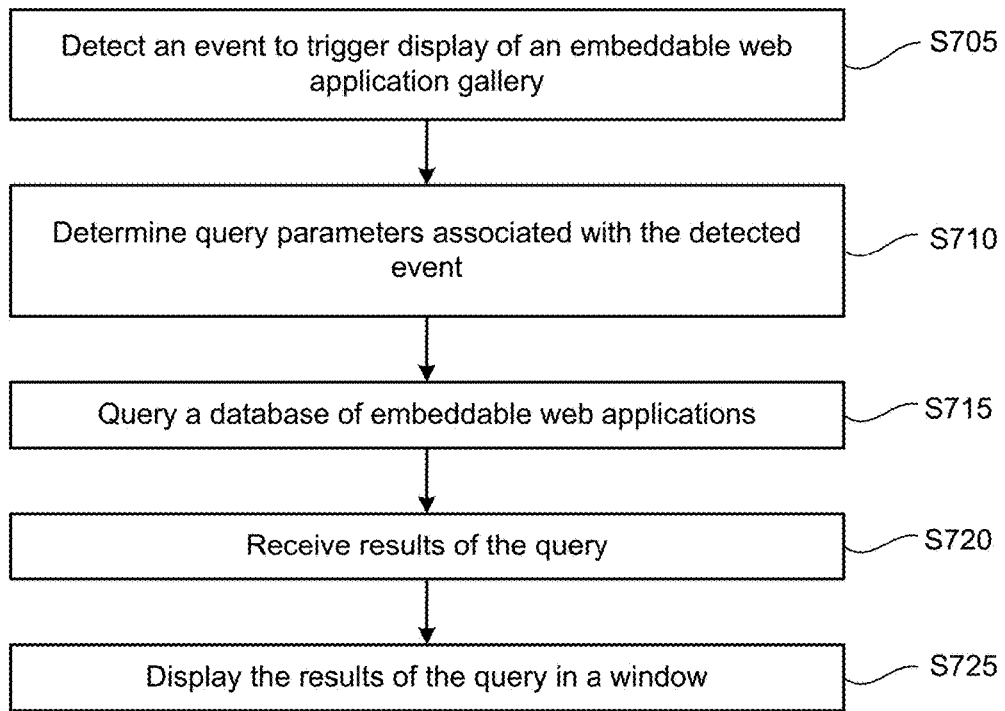 Detect an event to trigger display of an embeddable web
application gallery
S705
Determine query parameters associated with the detected
event
S710
Query a database of embeddable web applications
S715
Receive results of the query
S720
Display the results of the query in a window
S725